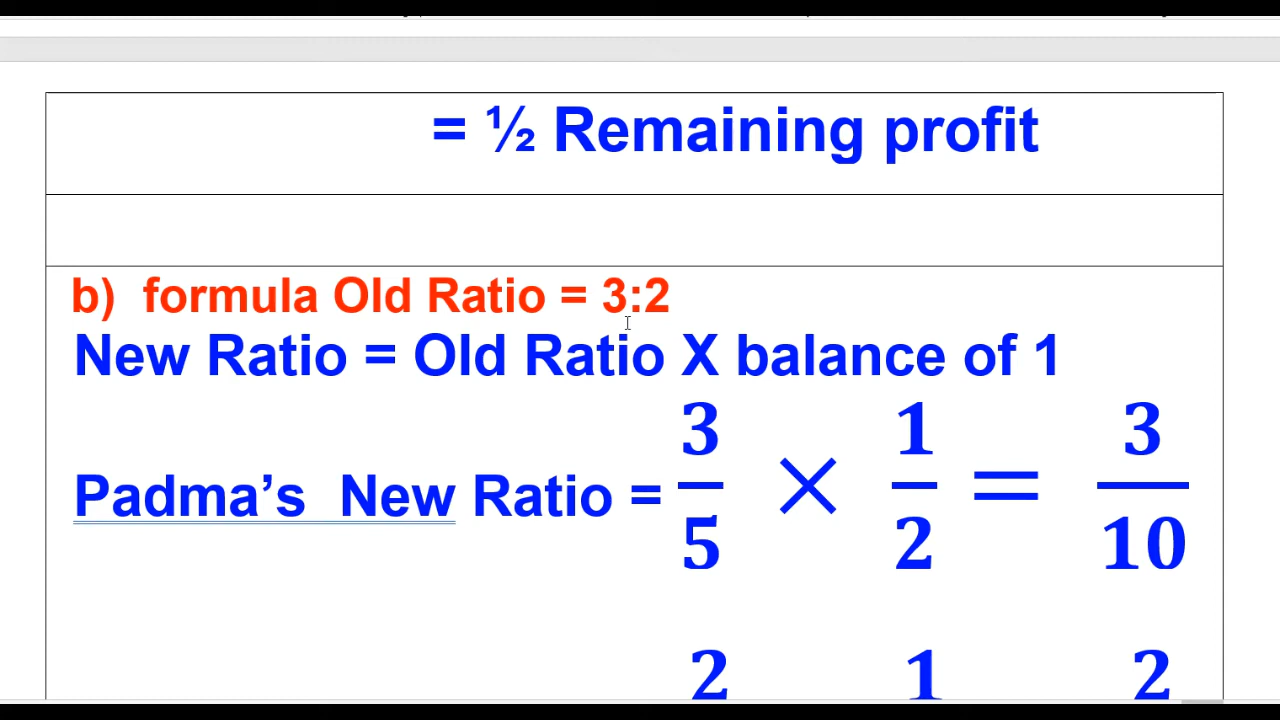 = ½ Remaining profit
b) formula Old Ratio = 3:2
New Ratio = Old Ratio X balance of 1
Padma's New Ratio = 3/5 × 1/2 = 3/10
2 1 2